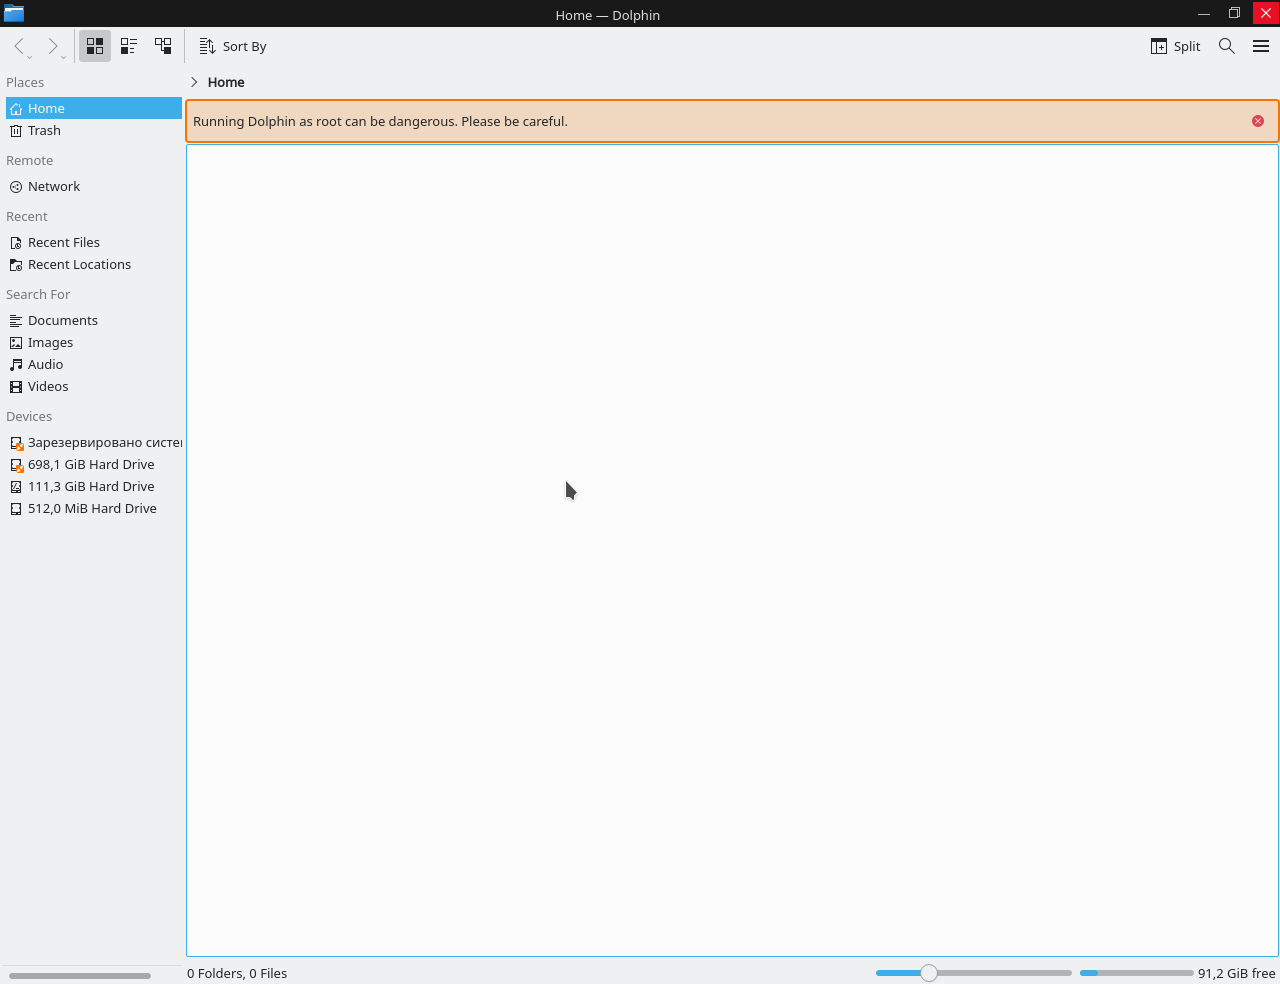 Home — Dolphin
Sort By
Split
Places
Home
Trash
Remote
Network
Recent
Recent Files
Recent Locations
Search For
Documents
Images
Audio
Videos
Devices
Зарезервировано систе
698,1 GiB Hard Drive
111,3 GiB Hard Drive
512,0 MiB Hard Drive
Home
Running Dolphin as root can be dangerous. Please be careful.
0 Folders, 0 Files
91,2 GiB free